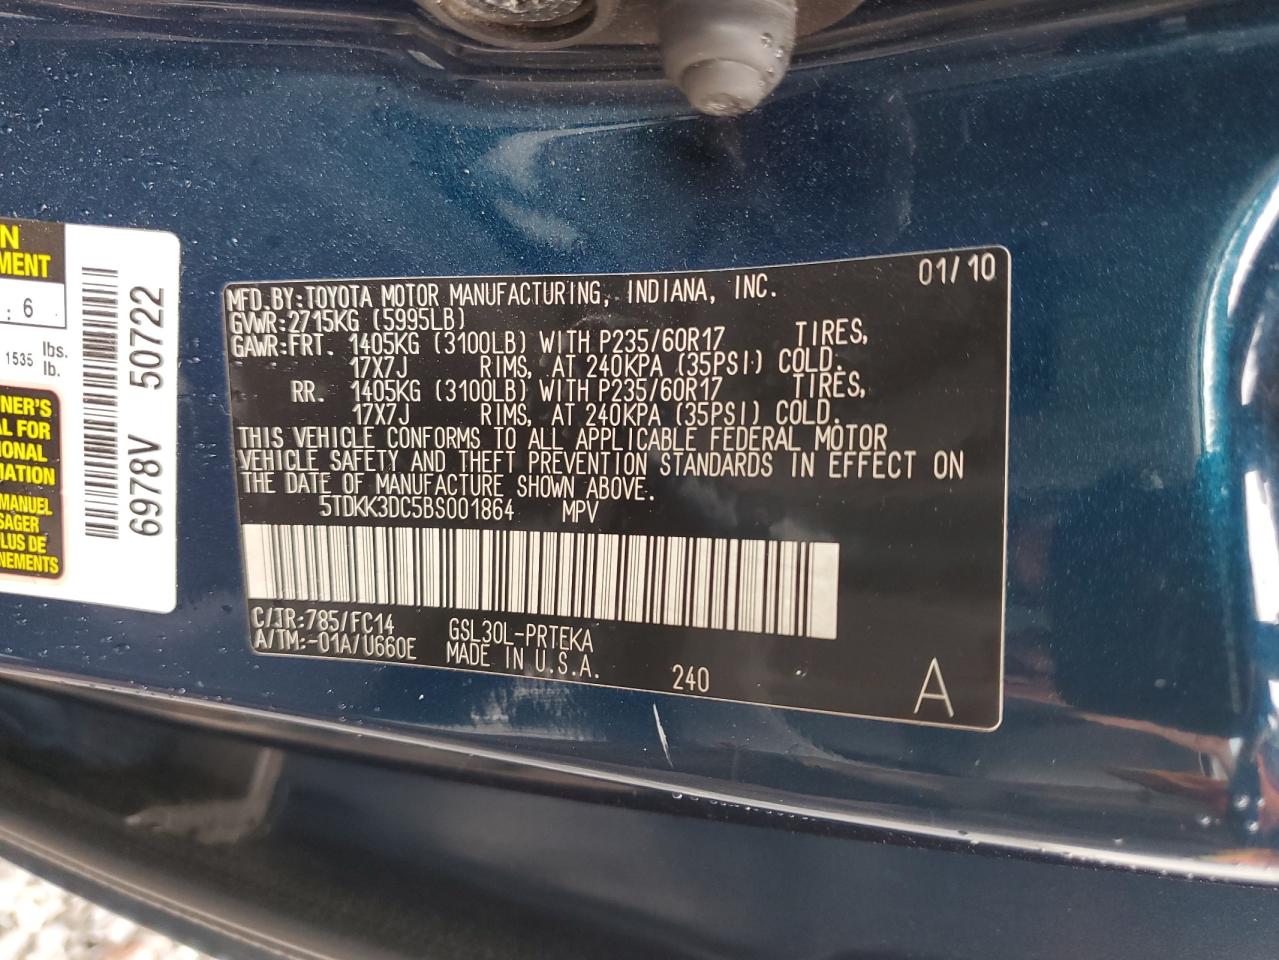 N
MENT
: 6
1535 lbs.
lb.
NER'S
AL FOR
IONAL
MATION
MANUEL
SAGER
LUS DE
NEMENTS
6978V 50722
01/10
MFD.BY:TOYOTA MOTOR MANUFACTURING, INDIANA, INC.
GVWR:2715KG (5995LB)
GAWR:FRT. 1405KG (3100LB) WITH P235/60R17 TIRES,
17X7J RIMS, AT 240KPA (35PSI) COLD.
RR. 1405KG (3100LB) WITH P235/60R17 TIRES,
17X7J RIMS, AT 240KPA (35PSI) COLD.
THIS VEHICLE CONFORMS TO ALL APPLICABLE FEDERAL MOTOR
VEHICLE SAFETY AND THEFT PREVENTION STANDARDS IN EFFECT ON
THE DATE OF MANUFACTURE SHOWN ABOVE.
5TDKK3DC5BS001864 MPV
C/TR:785/FC14 GSL30L-PRTEKA
A/TM:-01A/U660E MADE IN U.S.A.
240
A